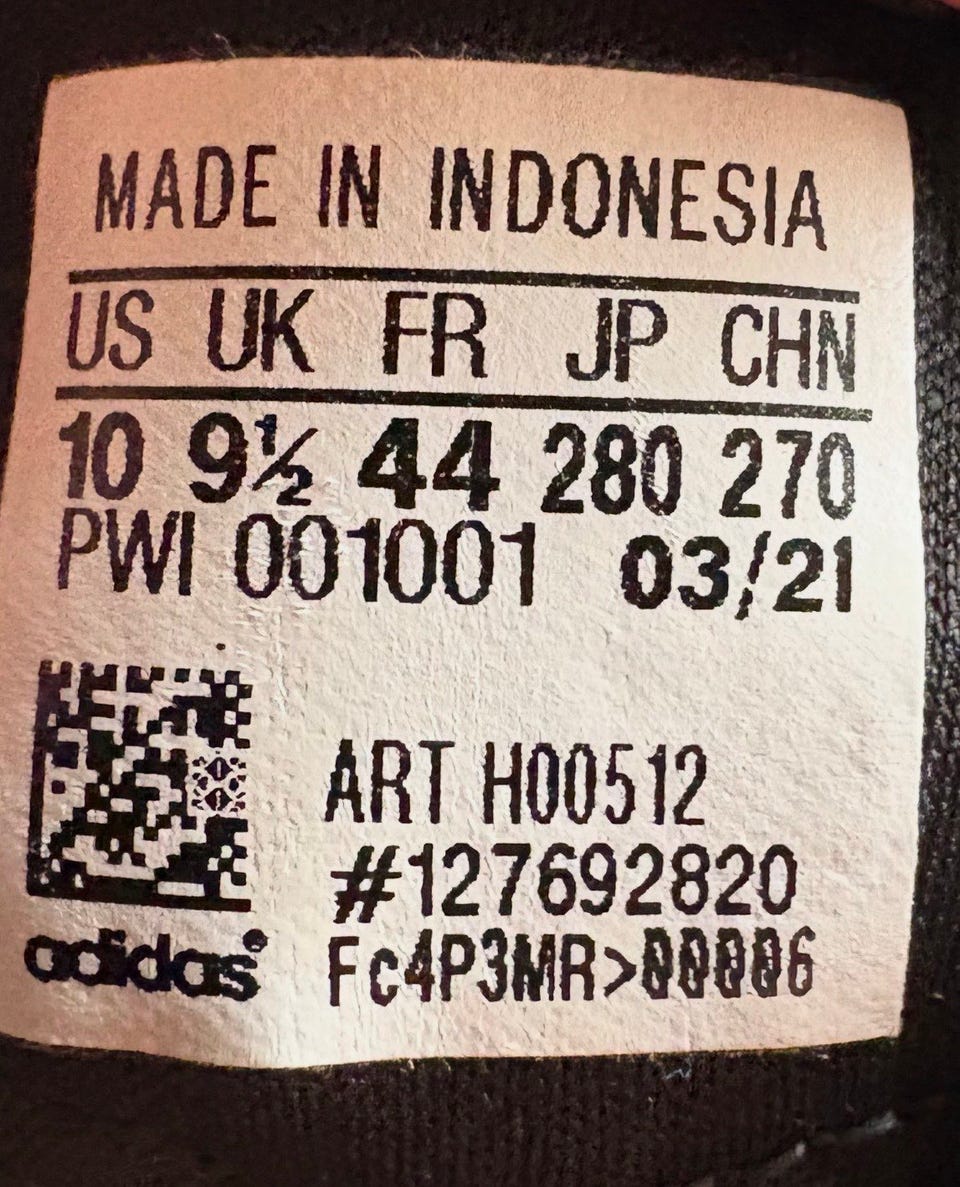 MADE IN INDONESIA
US UK FR JP CHN
10 9½ 44 280 270
PWI 001001 03/21
ART H00512
#127692820
Fc4P3MR>00006
adidas®